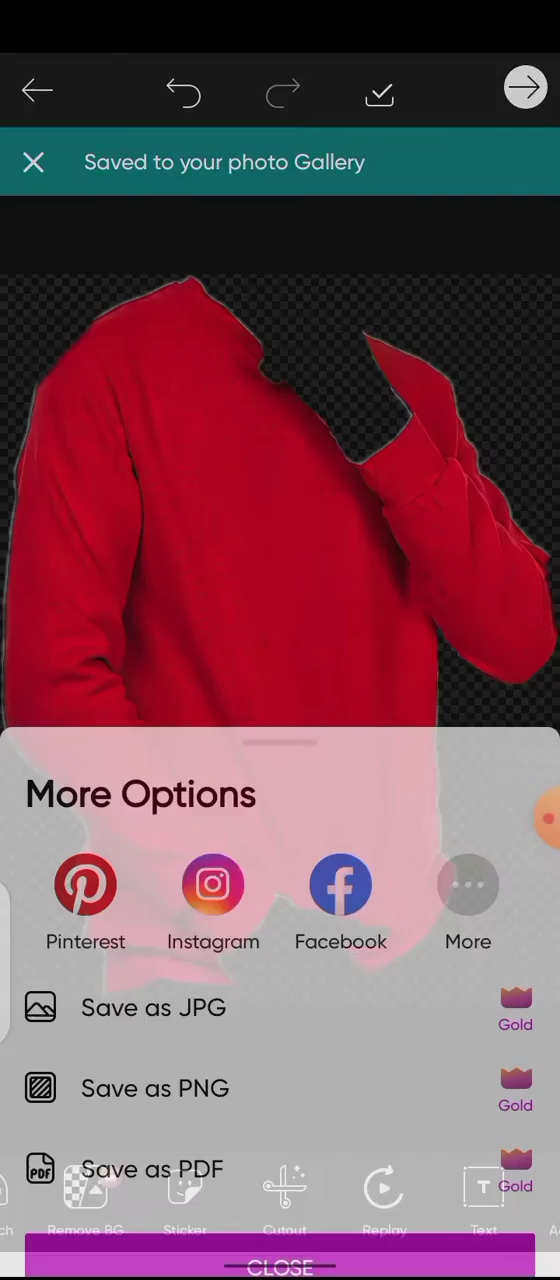 Saved to your photo Gallery
More Options
Pinterest Instagram Facebook More
Save as JPG Gold
Save as PNG Gold
Save as PDF Gold
ch Remove BG Sticker Cutout Replay Text
CLOSE